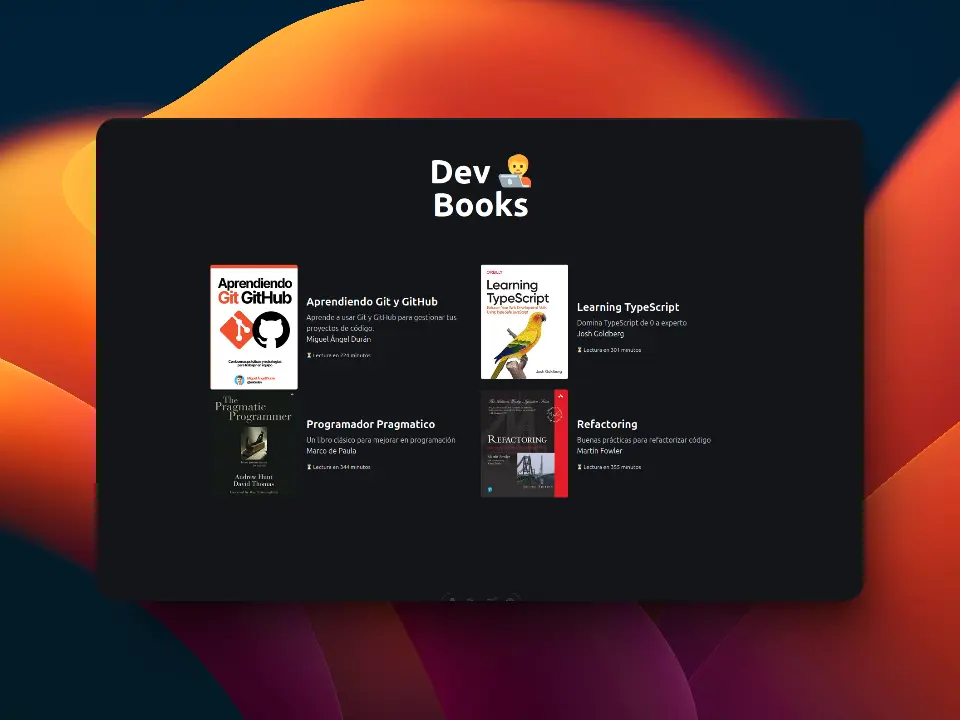 Dev
Books
Aprendiendo
Git GitHub
Aprendiendo Git y GitHub
Aprende a usar Git y GitHub para gestionar tus
proyectos de código.
Miguel Ángel Durán
Lectura en 224 minutos
O'REILLY
Learning
TypeScript
Josh Goldberg
Learning TypeScript
Domina TypeScript de 0 a experto
Josh Goldberg
Lectura en 301 minutos
The
Pragmatic
Programmer
Andrew Hunt
David Thomas
Programador Pragmatico
Un libro clásico para mejorar en programación
Marco de Paula
Lectura en 344 minutos
REFACTORING
Refactoring
Buenas prácticas para refactorizar código
Martin Fowler
Lectura en 355 minutos